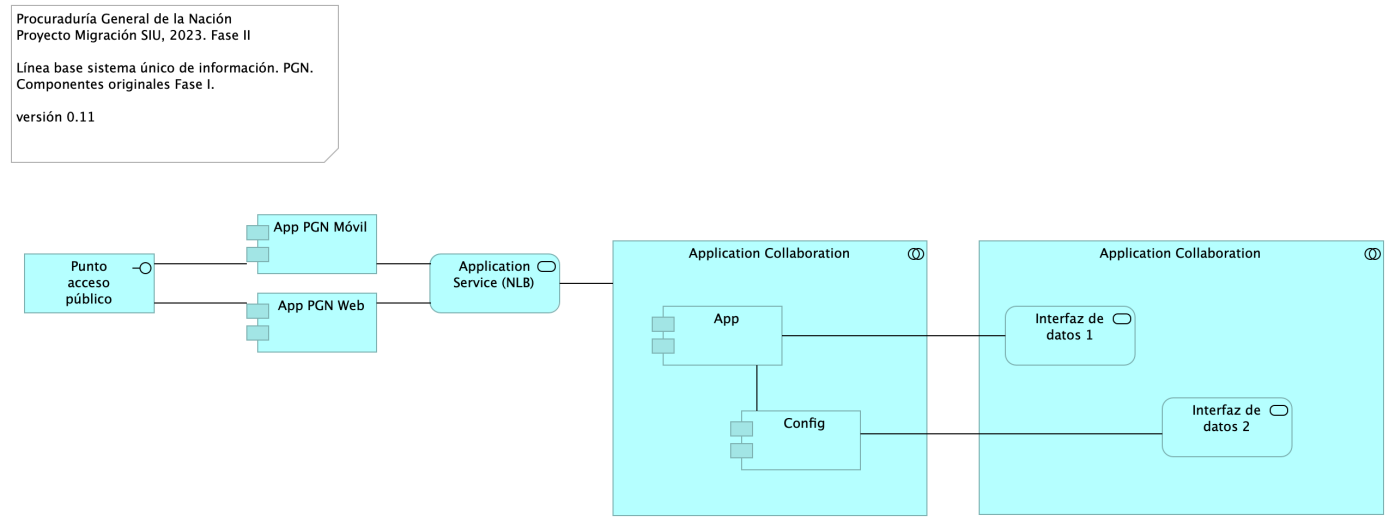 Procuraduría General de la Nación
Proyecto Migración SIU, 2023. Fase II
Línea base sistema único de información. PGN.
Componentes originales Fase I.
versión 0.11
Punto
acceso
público
App PGN Móvil
App PGN Web
Application
Service (NLB)
Application Collaboration
App
Config
Application Collaboration
Interfaz de
datos 1
Interfaz de
datos 2